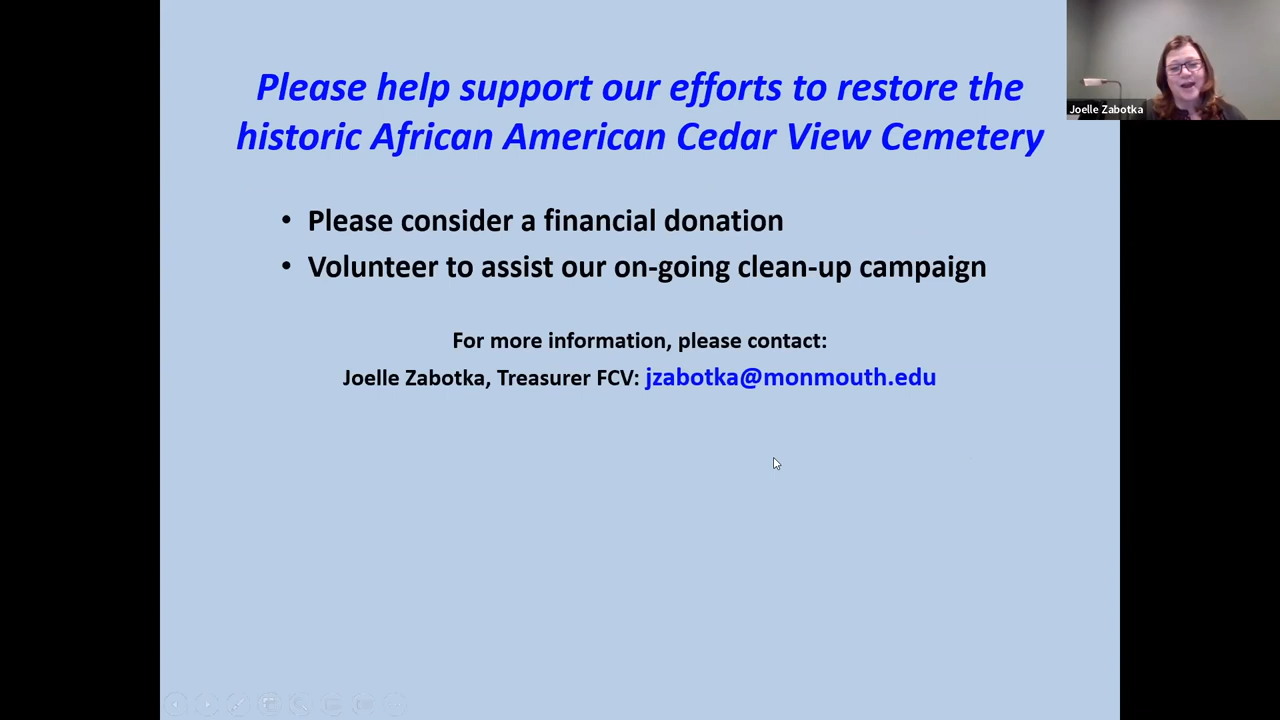 Please help support our efforts to restore the
historic African American Cedar View Cemetery
• Please consider a financial donation
• Volunteer to assist our on-going clean-up campaign
For more information, please contact:
Joelle Zabotka, Treasurer FCV: jzabotka@monmouth.edu
Joelle Zabotka